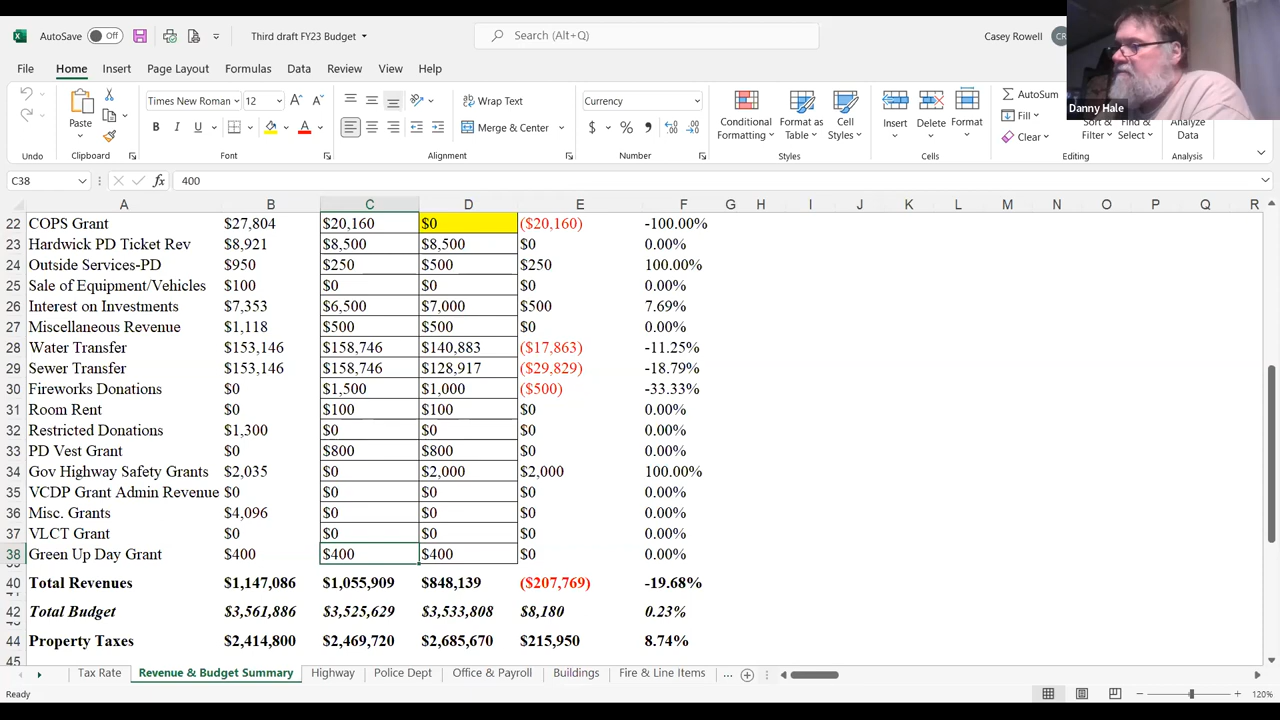 AutoSave Off Third draft FY23 Budget Search (Alt+Q) Casey Rowell CR
File Home Insert Page Layout Formulas Data Review View Help
Times New Roman 12 Wrap Text Currency AutoSum
Paste Merge & Center Conditional Formatting Format as Table Cell Styles Insert Delete Format Fill Clear Sort & Filter Find & Select Analyze Data
Undo Clipboard Font Alignment Number Styles Cells Editing Analysis
Danny Hale
C38 fx 400
A B C D E F G H I J K L M N O P Q R
22 COPS Grant $27,804 $20,160 $0 ($20,160) -100.00%
23 Hardwick PD Ticket Rev $8,921 $8,500 $8,500 $0 0.00%
24 Outside Services-PD $950 $250 $500 $250 100.00%
25 Sale of Equipment/Vehicles $100 $0 $0 $0 0.00%
26 Interest on Investments $7,353 $6,500 $7,000 $500 7.69%
27 Miscellaneous Revenue $1,118 $500 $500 $0 0.00%
28 Water Transfer $153,146 $158,746 $140,883 ($17,863) -11.25%
29 Sewer Transfer $153,146 $158,746 $128,917 ($29,829) -18.79%
30 Fireworks Donations $0 $1,500 $1,000 ($500) -33.33%
31 Room Rent $0 $100 $100 $0 0.00%
32 Restricted Donations $1,300 $0 $0 $0 0.00%
33 PD Vest Grant $0 $800 $800 $0 0.00%
34 Gov Highway Safety Grants $2,035 $0 $2,000 $2,000 100.00%
35 VCDP Grant Admin Revenue $0 $0 $0 $0 0.00%
36 Misc. Grants $4,096 $0 $0 $0 0.00%
37 VLCT Grant $0 $0 $0 $0 0.00%
38 Green Up Day Grant $400 $400 $400 $0 0.00%
40 Total Revenues $1,147,086 $1,055,909 $848,139 ($207,769) -19.68%
42 Total Budget $3,561,886 $3,525,629 $3,533,808 $8,180 0.23%
44 Property Taxes $2,414,800 $2,469,720 $2,685,670 $215,950 8.74%
45
Tax Rate Revenue & Budget Summary Highway Police Dept Office & Payroll Buildings Fire & Line Items ...
Ready 120%